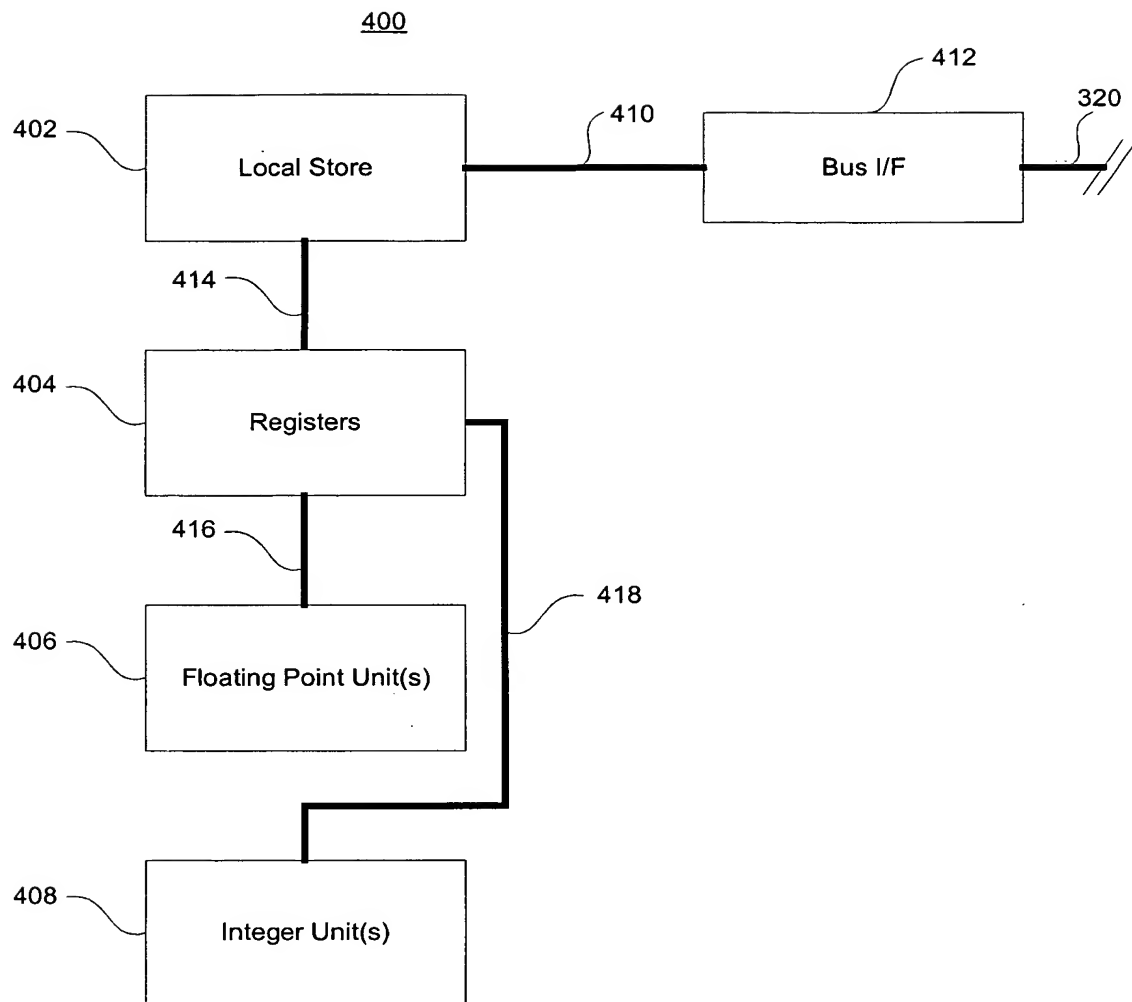 400
412
402
410
320
Local Store
Bus I/F
414
404
Registers
416
418
406
Floating Point Unit(s)
408
Integer Unit(s)